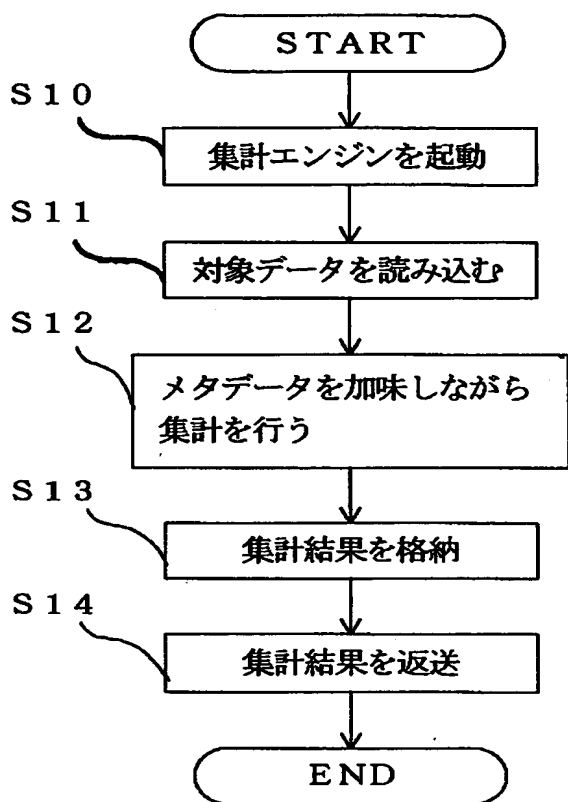 START
S10
集計エンジンを起動
S11
対象データを読み込む
S12
メタデータを加味しながら
集計を行う
S13
集計結果を格納
S14
集計結果を返送
END